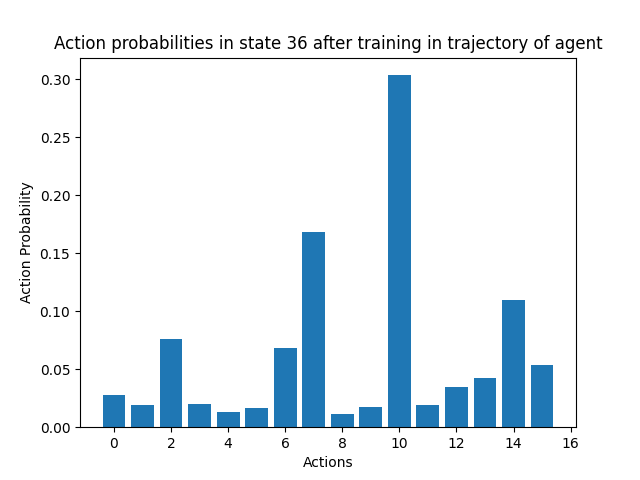 Action probabilities in state 36 after training in trajectory of agent
0.30
0.25
0.20
0.15
0.10
0.05
0.00
Action Probability
0 2 4 6 8 10 12 14 16
Actions